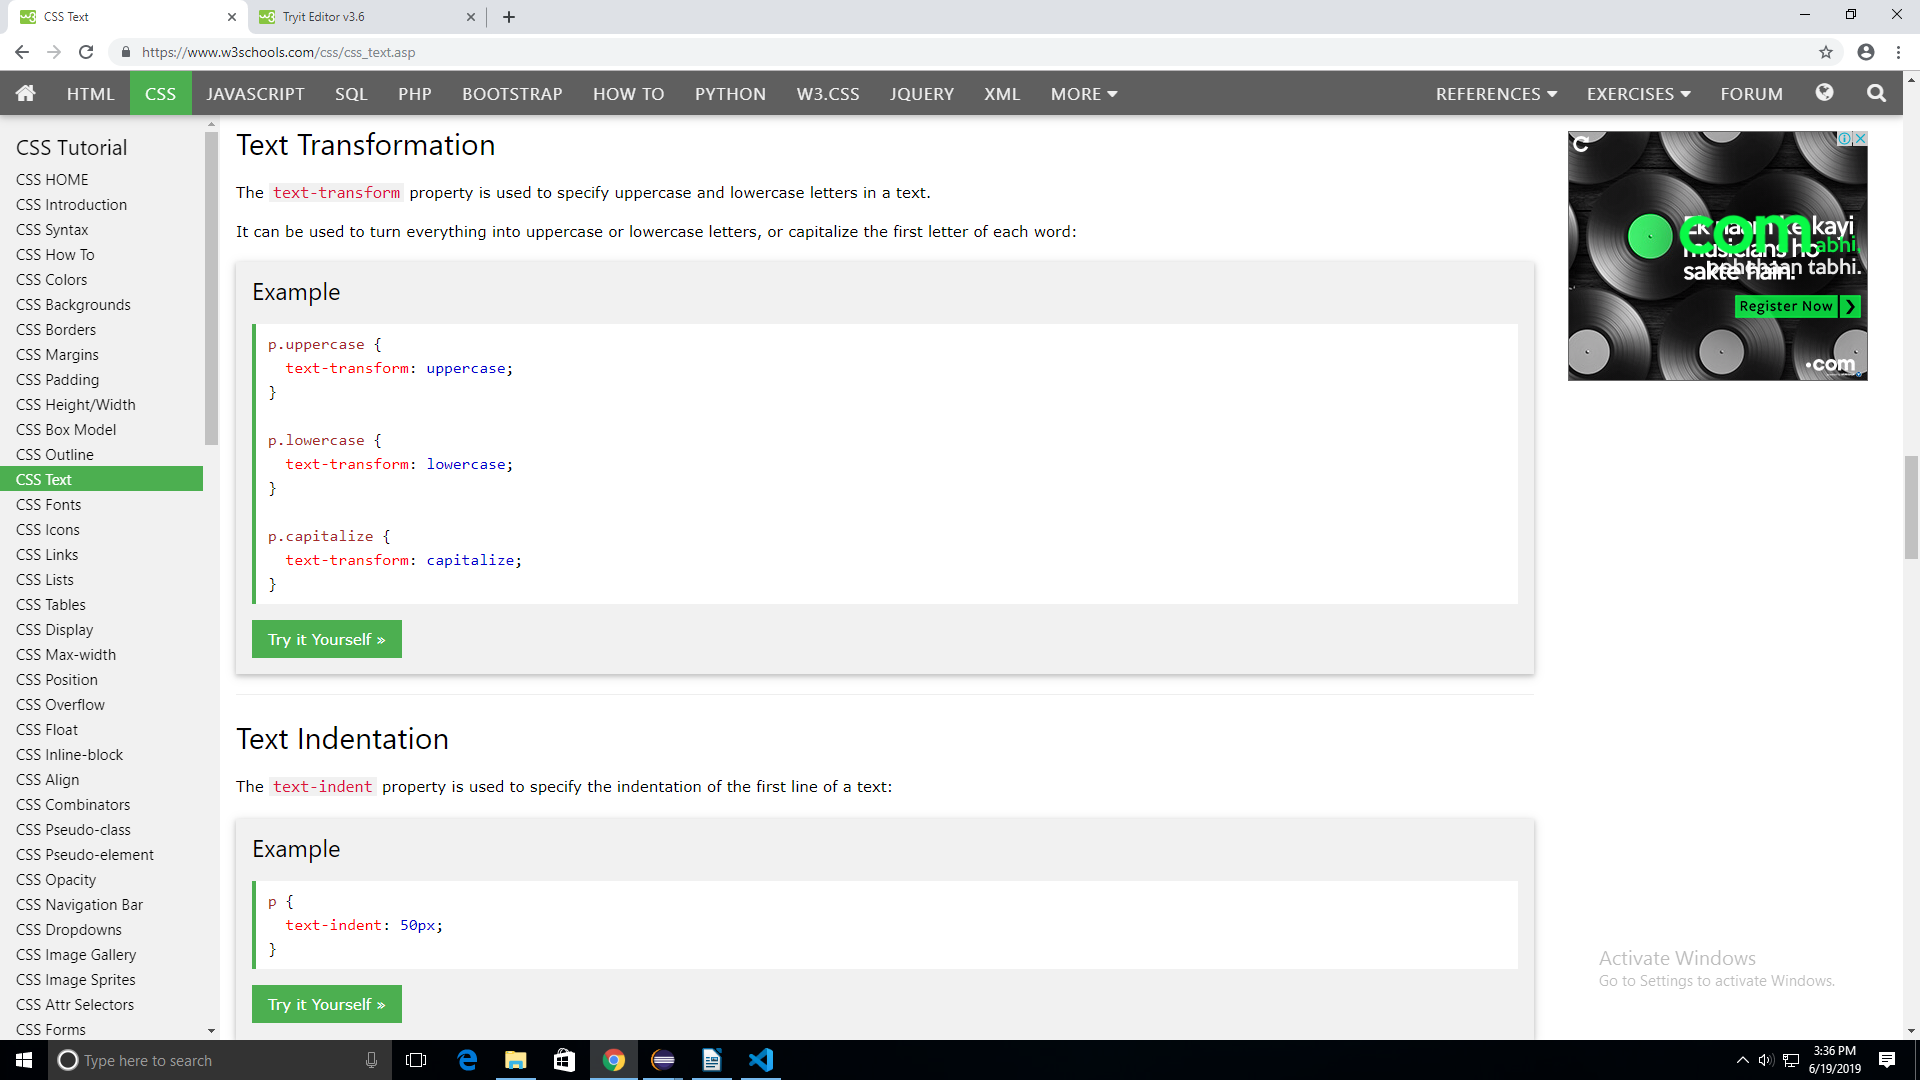 CSS Text
Tryit Editor v3.6
https://www.w3schools.com/css/css_text.asp
HTML
CSS
JAVASCRIPT
SQL
PHP
BOOTSTRAP
HOW TO
PYTHON
W3.CSS
JQUERY
XML
MORE
REFERENCES
EXERCISES
FORUM
CSS Tutorial
CSS HOME
CSS Introduction
CSS Syntax
CSS How To
CSS Colors
CSS Backgrounds
CSS Borders
CSS Margins
CSS Padding
CSS Height/Width
CSS Box Model
CSS Outline
CSS Text
CSS Fonts
CSS Icons
CSS Links
CSS Lists
CSS Tables
CSS Display
CSS Max-width
CSS Position
CSS Overflow
CSS Float
CSS Inline-block
CSS Align
CSS Combinators
CSS Pseudo-class
CSS Pseudo-element
CSS Opacity
CSS Navigation Bar
CSS Dropdowns
CSS Image Gallery
CSS Image Sprites
CSS Attr Selectors
CSS Forms
Text Transformation
The text-transform property is used to specify uppercase and lowercase letters in a text.
It can be used to turn everything into uppercase or lowercase letters, or capitalize the first letter of each word:
Example
p.uppercase {
text-transform: uppercase;
}
p.lowercase {
text-transform: lowercase;
}
p.capitalize {
text-transform: capitalize;
}
Try it Yourself »
Text Indentation
The text-indent property is used to specify the indentation of the first line of a text:
Example
p {
text-indent: 50px;
}
Try it Yourself »
com
kayi
musicians ho
abhi.
sakte hain.
tabhi.
Register Now
.com
Activate Windows
Go to Settings to activate Windows.
Type here to search
3:36 PM
6/19/2019